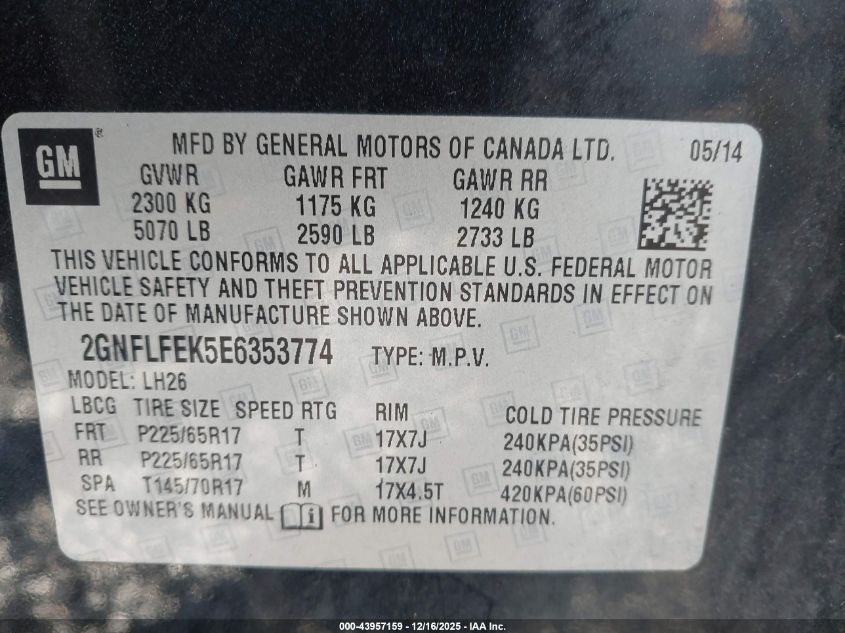 GM ® MFD BY GENERAL MOTORS OF CANADA LTD. 05/14
GVWR GAWR FRT GAWR RR
2300 KG 1175 KG 1240 KG
5070 LB 2590 LB 2733 LB
THIS VEHICLE CONFORMS TO ALL APPLICABLE U.S. FEDERAL MOTOR
VEHICLE SAFETY AND THEFT PREVENTION STANDARDS IN EFFECT ON
THE DATE OF MANUFACTURE SHOWN ABOVE.
2GNFLFEK5E6353774 TYPE: M.P.V.
MODEL: LH26
LBCG TIRE SIZE SPEED RTG RIM COLD TIRE PRESSURE
FRT P225/65R17 T 17X7J 240KPA(35PSI)
RR P225/65R17 T 17X7J 240KPA(35PSI)
SPA T145/70R17 M 17X4.5T 420KPA(60PSI)
SEE OWNER'S MANUAL i FOR MORE INFORMATION.
000-43957159 - 12/16/2025 - IAA Inc.